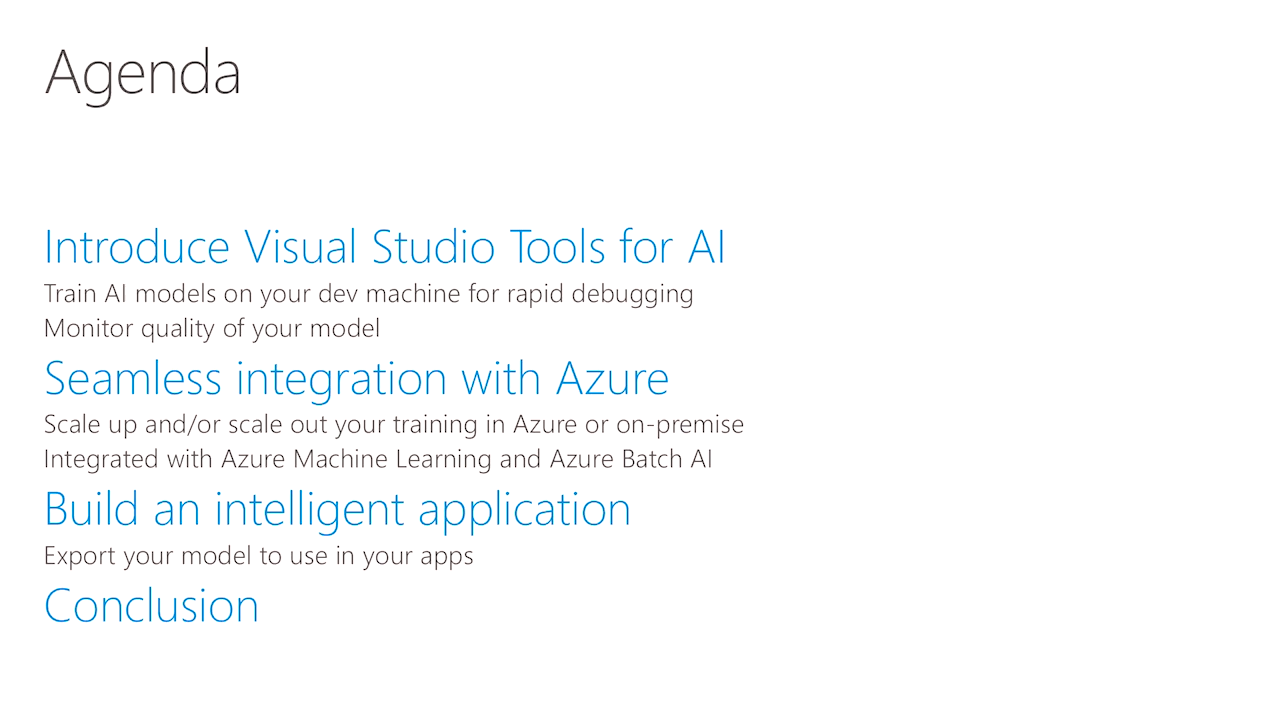 Agenda
Introduce Visual Studio Tools for AI
Train AI models on your dev machine for rapid debugging
Monitor quality of your model
Seamless integration with Azure
Scale up and/or scale out your training in Azure or on-premise
Integrated with Azure Machine Learning and Azure Batch AI
Build an intelligent application
Export your model to use in your apps
Conclusion